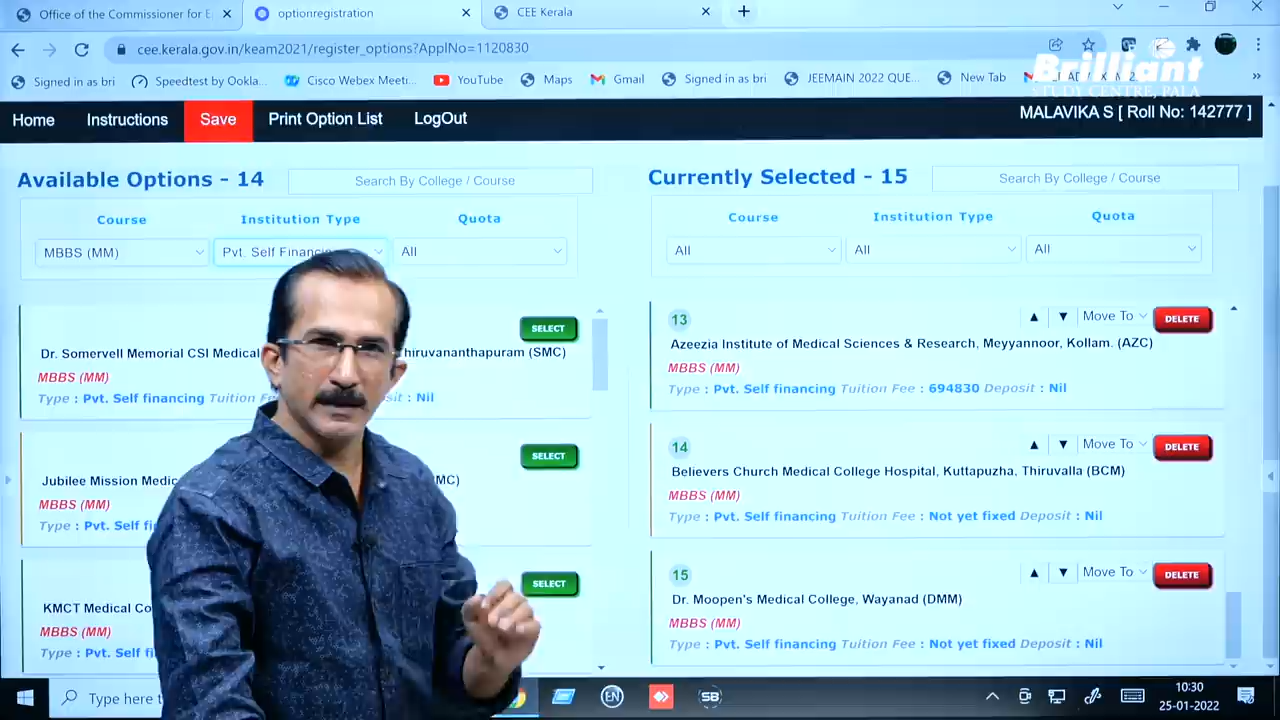 Office of the Commissioner for E
optionregistration
CEE Kerala
cee.kerala.gov.in/keam2021/register_options?ApplNo=1120830
Signed in as bri
Speedtest by Ookla...
Cisco Webex Meeti...
YouTube
Maps
Gmail
Signed in as bri
JEEMAIN 2022 QUE...
New Tab
Brilliant
STUDY CENTRE, PALA
Home Instructions Save Print Option List LogOut
MALAVIKA S [ Roll No: 142777 ]
Available Options - 14
Search By College / Course
Course Institution Type Quota
MBBS (MM) Pvt. Self Financi All
SELECT
Dr. Somervell Memorial CSI Medical
hiruvananthapuram (SMC)
MBBS (MM)
Type : Pvt. Self financing Tuition Fe
: Nil
SELECT
Jubilee Mission Medic
MC)
MBBS (MM)
Type : Pvt. Self fi
SELECT
KMCT Medical Co
MBBS (MM)
Type : Pvt. Self fi
Currently Selected - 15
Search By College / Course
Course Institution Type Quota
All All All
13 Move To DELETE
Azeezia Institute of Medical Sciences & Research, Meyyannoor, Kollam. (AZC)
MBBS (MM)
Type : Pvt. Self financing Tuition Fee : 694830 Deposit : Nil
14 Move To DELETE
Believers Church Medical College Hospital, Kuttapuzha, Thiruvalla (BCM)
MBBS (MM)
Type : Pvt. Self financing Tuition Fee : Not yet fixed Deposit : Nil
15 Move To DELETE
Dr. Moopen's Medical College, Wayanad (DMM)
MBBS (MM)
Type : Pvt. Self financing Tuition Fee : Not yet fixed Deposit : Nil
Type here t
EN
SB
10:30
25-01-2022